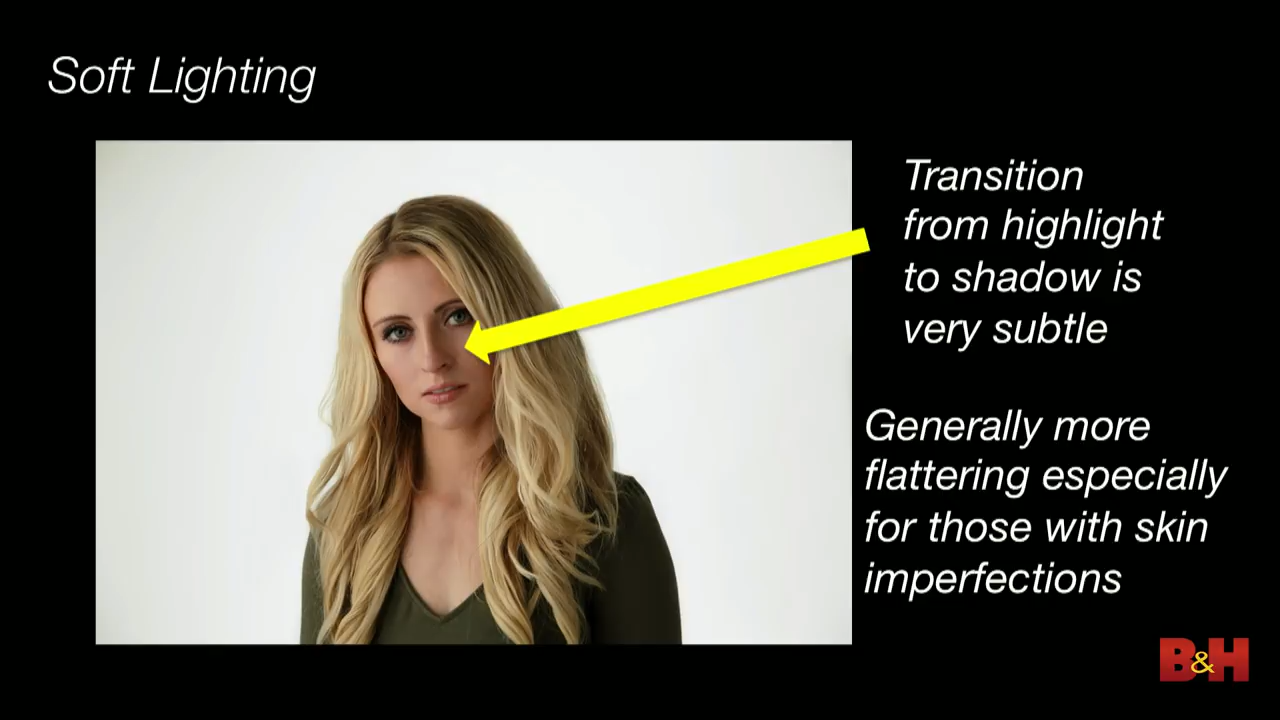 Soft Lighting
Transition
from highlight
to shadow is
very subtle
Generally more
flattering especially
for those with skin
imperfections
B&H